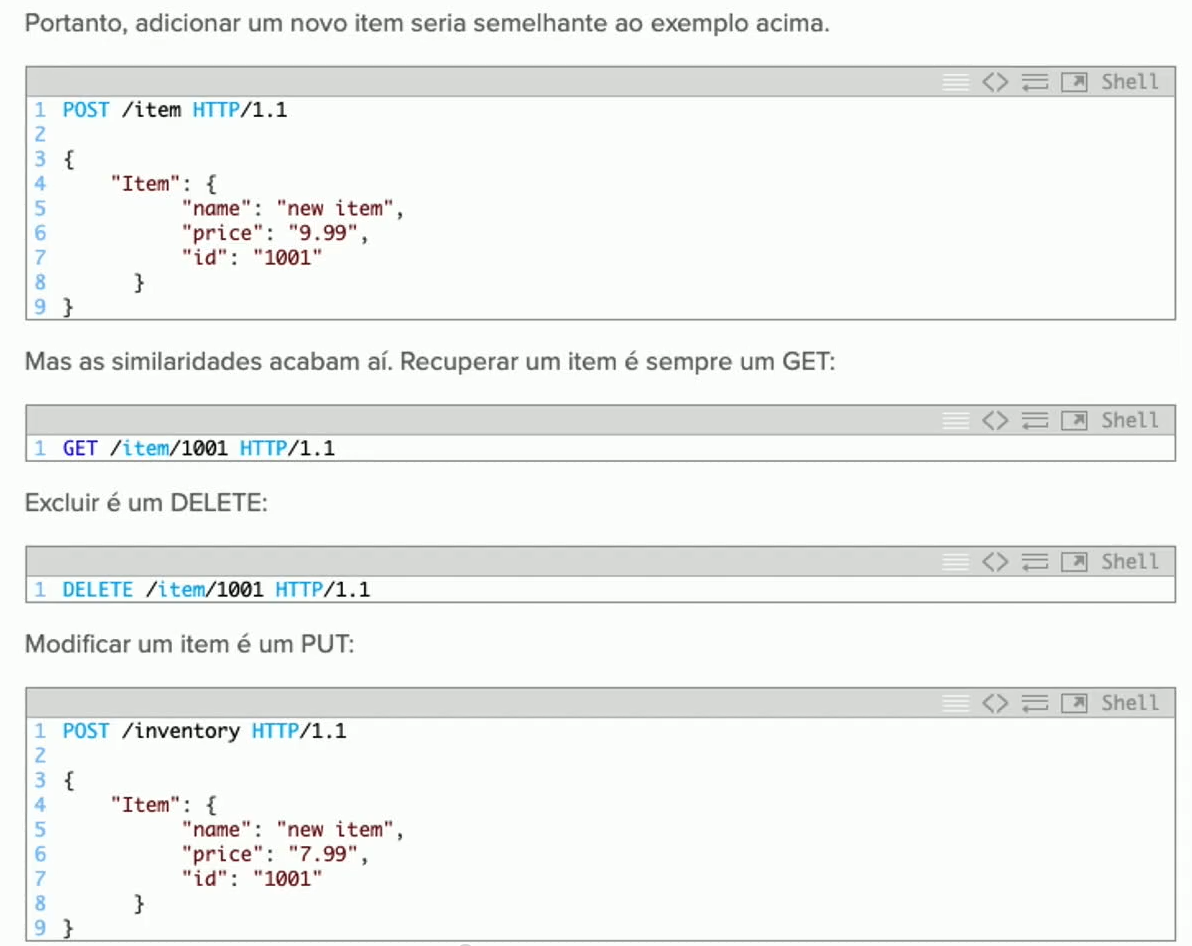 Portanto, adicionar um novo item seria semelhante ao exemplo acima.
Shell
1 POST /item HTTP/1.1
2
3 {
4     "Item": {
5           "name": "new item",
6           "price": "9.99",
7           "id": "1001"
8       }
9 }
Mas as similaridades acabam aí. Recuperar um item é sempre um GET:
Shell
1 GET /item/1001 HTTP/1.1
Excluir é um DELETE:
Shell
1 DELETE /item/1001 HTTP/1.1
Modificar um item é um PUT:
Shell
1 POST /inventory HTTP/1.1
2
3 {
4     "Item": {
5           "name": "new item",
6           "price": "7.99",
7           "id": "1001"
8       }
9 }